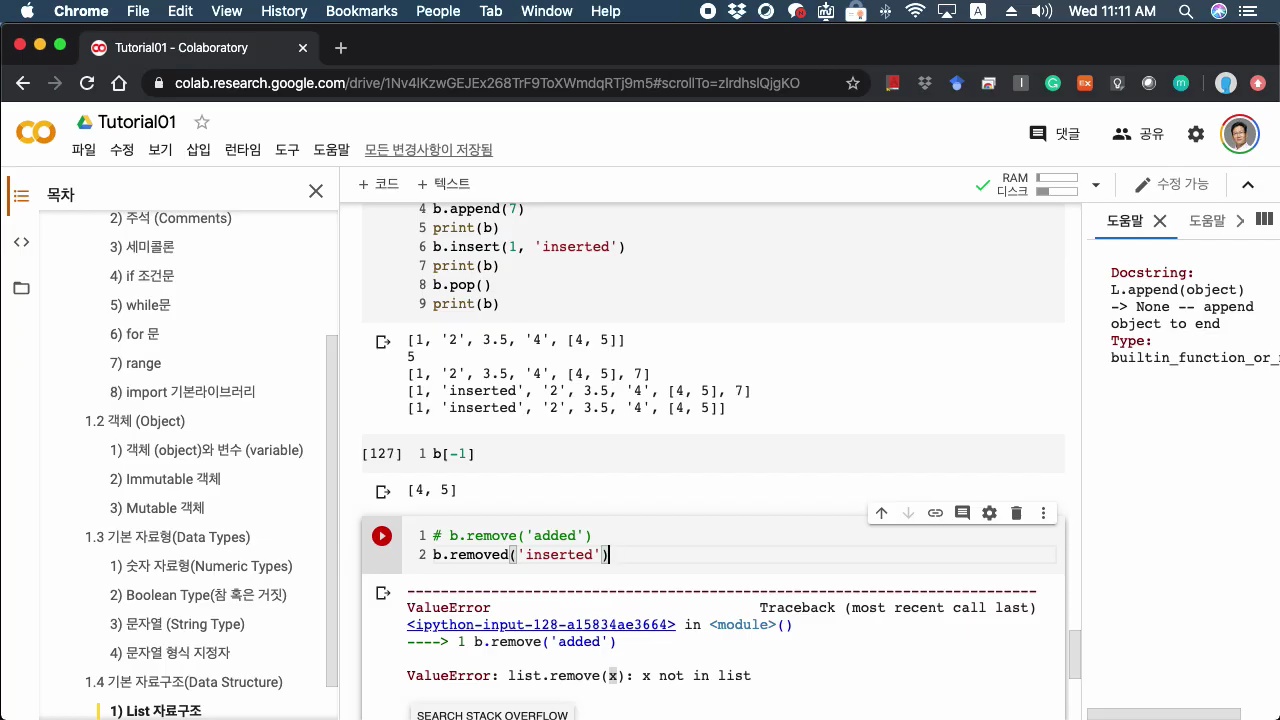 Chrome File Edit View History Bookmarks People Tab Window Help A Wed 11:11 AM
Tutorial01 - Colaboratory
colab.research.google.com/drive/1Nv4lKzwGEJEx268TrF9ToXWmdqRTj9m5#scrollTo=zlrdhslQjgKO
Tutorial01
댓글 공유
파일 수정 보기 삽입 런타임 도구 도움말 모든 변경사항이 저장됨
목차
+ 코드 + 텍스트
RAM
디스크
수정 가능
2) 주석 (Comments)
3) 세미콜론
4) if 조건문
5) while문
6) for 문
7) range
8) import 기본라이브러리
1.2 객체 (Object)
1) 객체 (object)와 변수 (variable)
2) Immutable 객체
3) Mutable 객체
1.3 기본 자료형(Data Types)
1) 숫자 자료형(Numeric Types)
2) Boolean Type(참 혹은 거짓)
3) 문자열 (String Type)
4) 문자열 형식 지정자
1.4 기본 자료구조(Data Structure)
1) List 자료구조
4 b.append(7)
5 print(b)
6 b.insert(1, 'inserted')
7 print(b)
8 b.pop()
9 print(b)
[1, '2', 3.5, '4', [4, 5]]
5
[1, '2', 3.5, '4', [4, 5], 7]
[1, 'inserted', '2', 3.5, '4', [4, 5], 7]
[1, 'inserted', '2', 3.5, '4', [4, 5]]
[127] 1 b[-1]
[4, 5]
1 # b.remove('added')
2 b.removed('inserted')
---------------------------------------------------------------------------
ValueError Traceback (most recent call last)
<ipython-input-128-a15834ae3664> in <module>()
----> 1 b.remove('added')
ValueError: list.remove(x): x not in list
SEARCH STACK OVERFLOW
도움말 도움말
Docstring:
L.append(object)
-> None -- append
object to end
Type:
builtin_function_or_